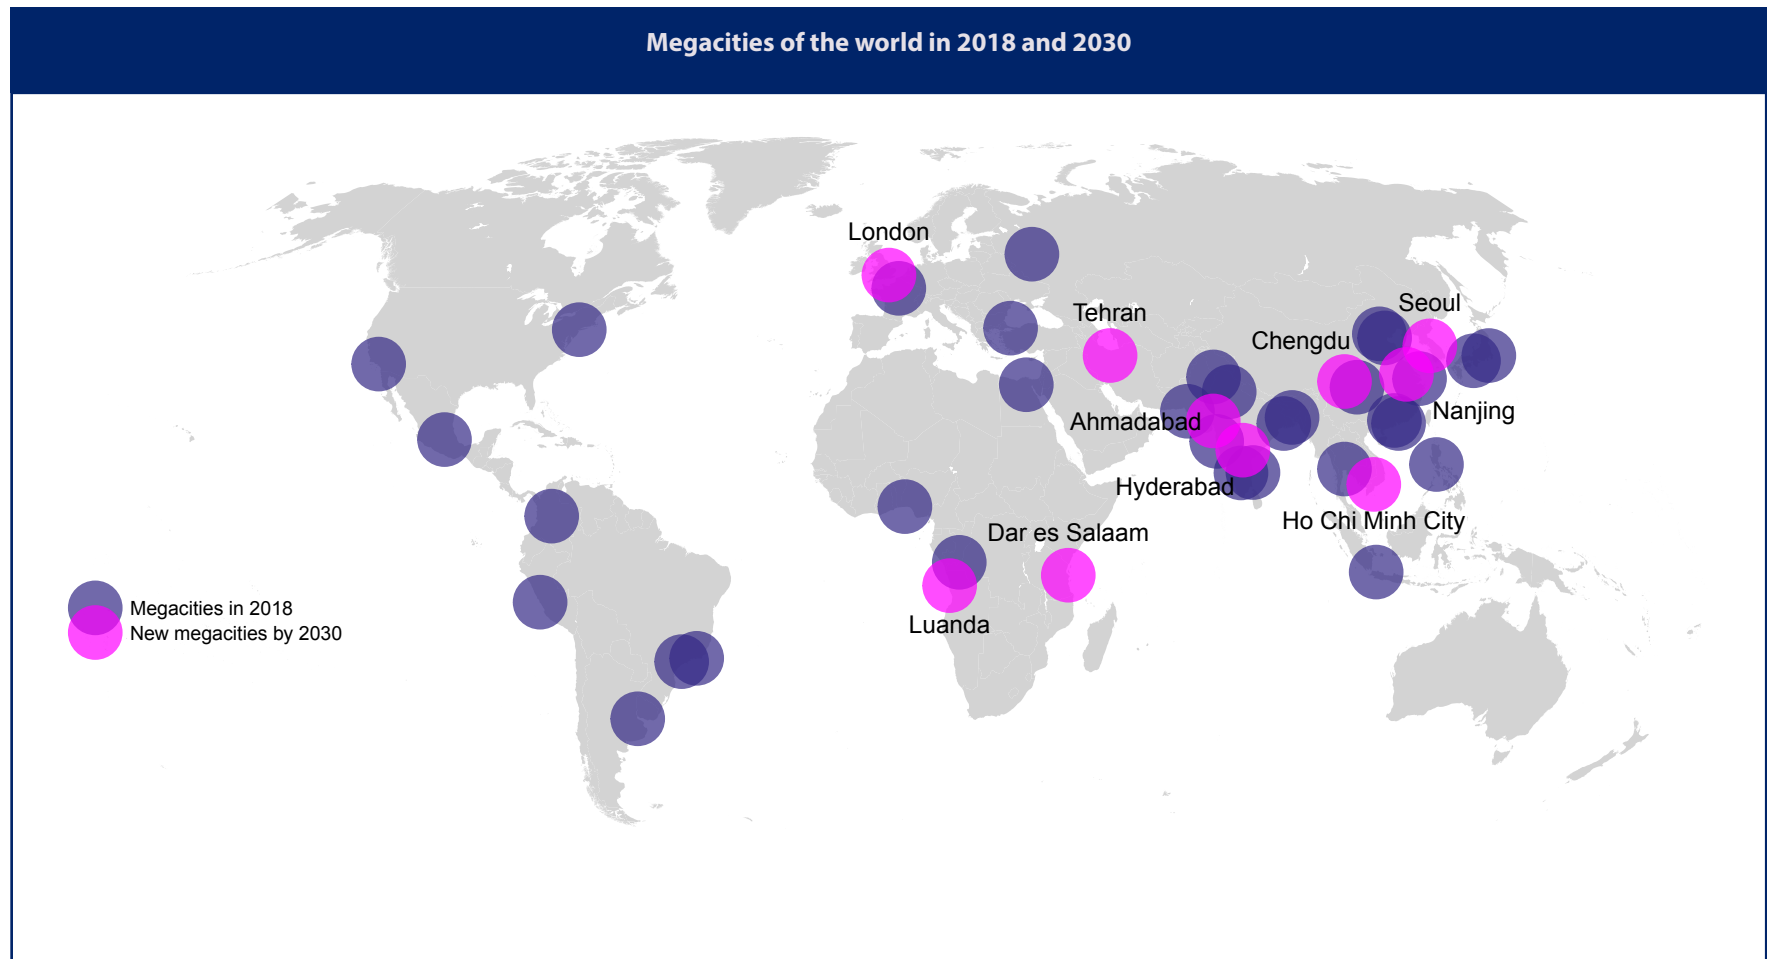 Megacities of the world in 2018 and 2030
London
Seoul
Tehran
Chengdu
Nanjing
Ahmadabad
Hyderabad
Ho Chi Minh City
Dar es Salaam
Luanda
Megacities in 2018
New megacities by 2030